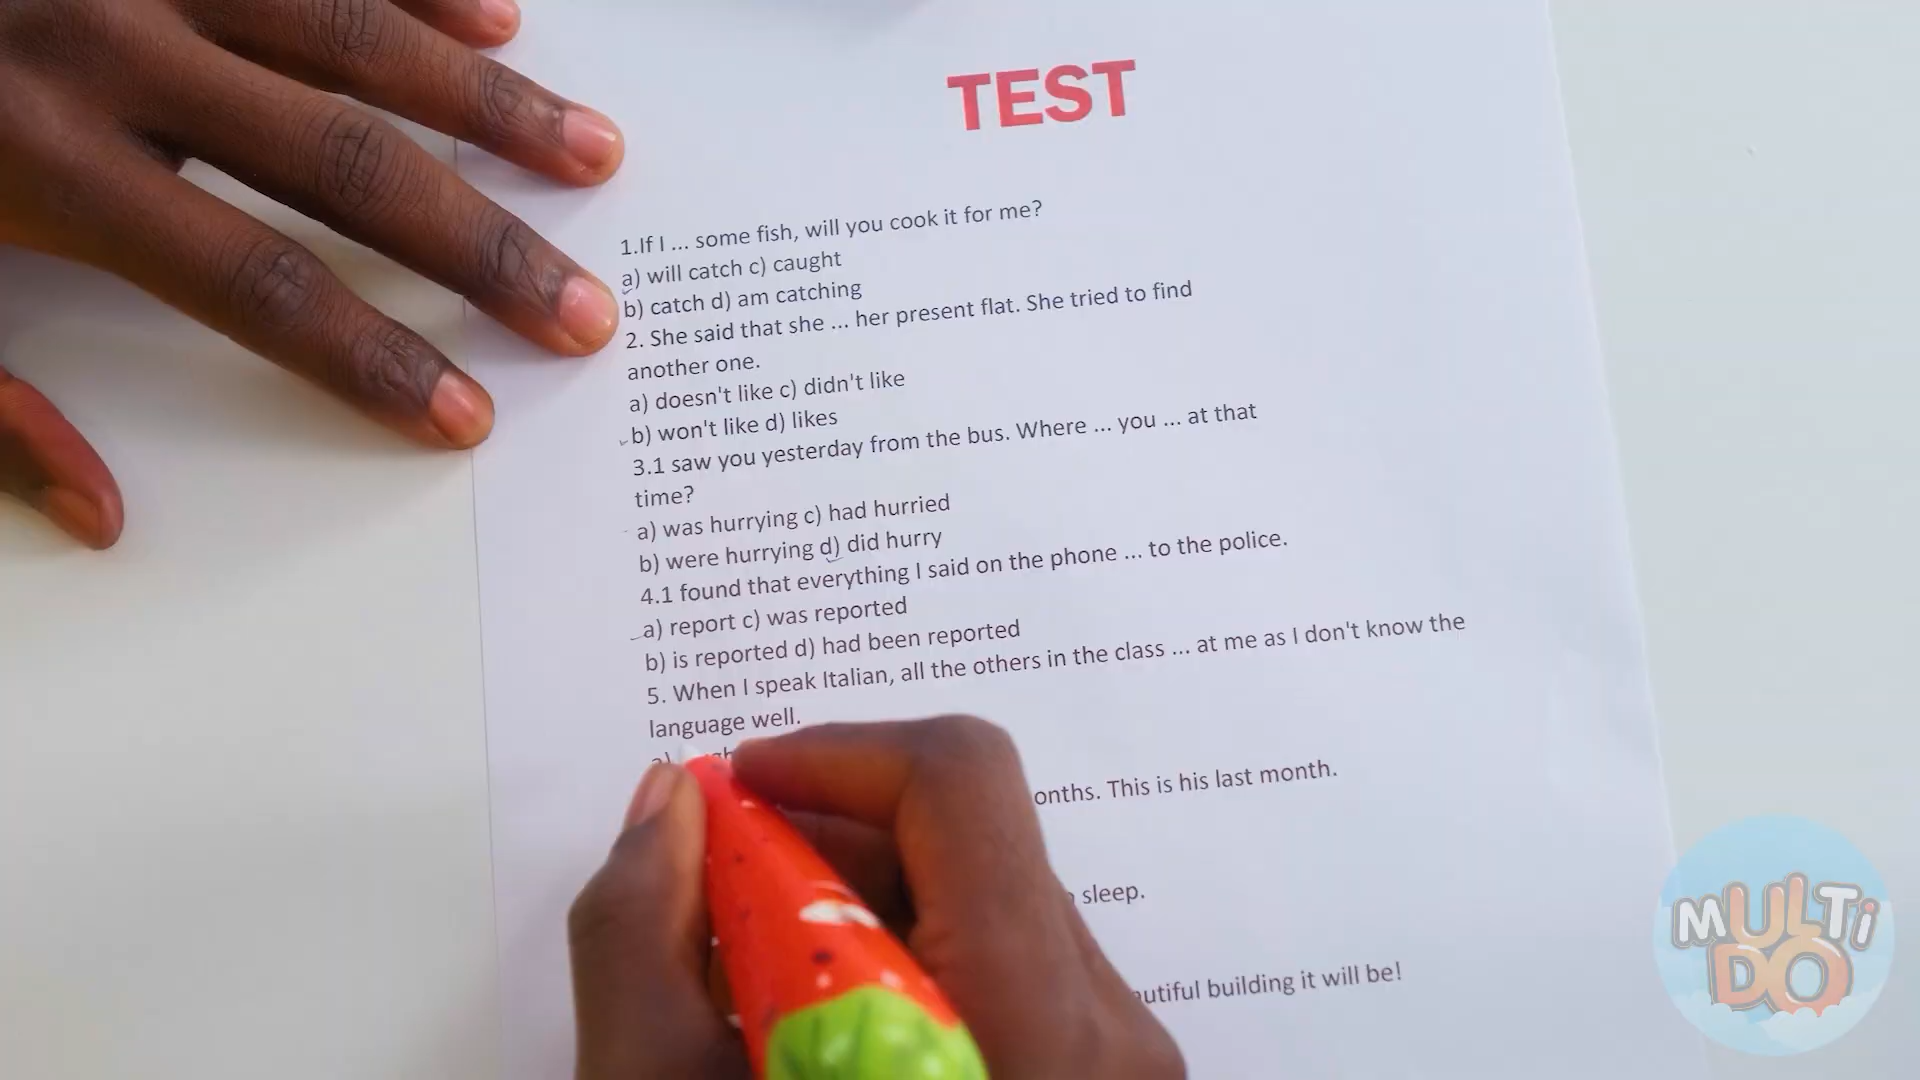 TEST
1.If I ... some fish, will you cook it for me?
a) will catch c) caught
b) catch d) am catching
2. She said that she ... her present flat. She tried to find
another one.
a) doesn't like c) didn't like
b) won't like d) likes
3.1 saw you yesterday from the bus. Where ... you ... at that
time?
a) was hurrying c) had hurried
b) were hurrying d) did hurry
4.1 found that everything I said on the phone ... to the police.
a) report c) was reported
b) is reported d) had been reported
5. When I speak Italian, all the others in the class ... at me as I don't know the
language well.
a)
onths. This is his last month.
sleep.
utiful building it will be!
MULTi
DO